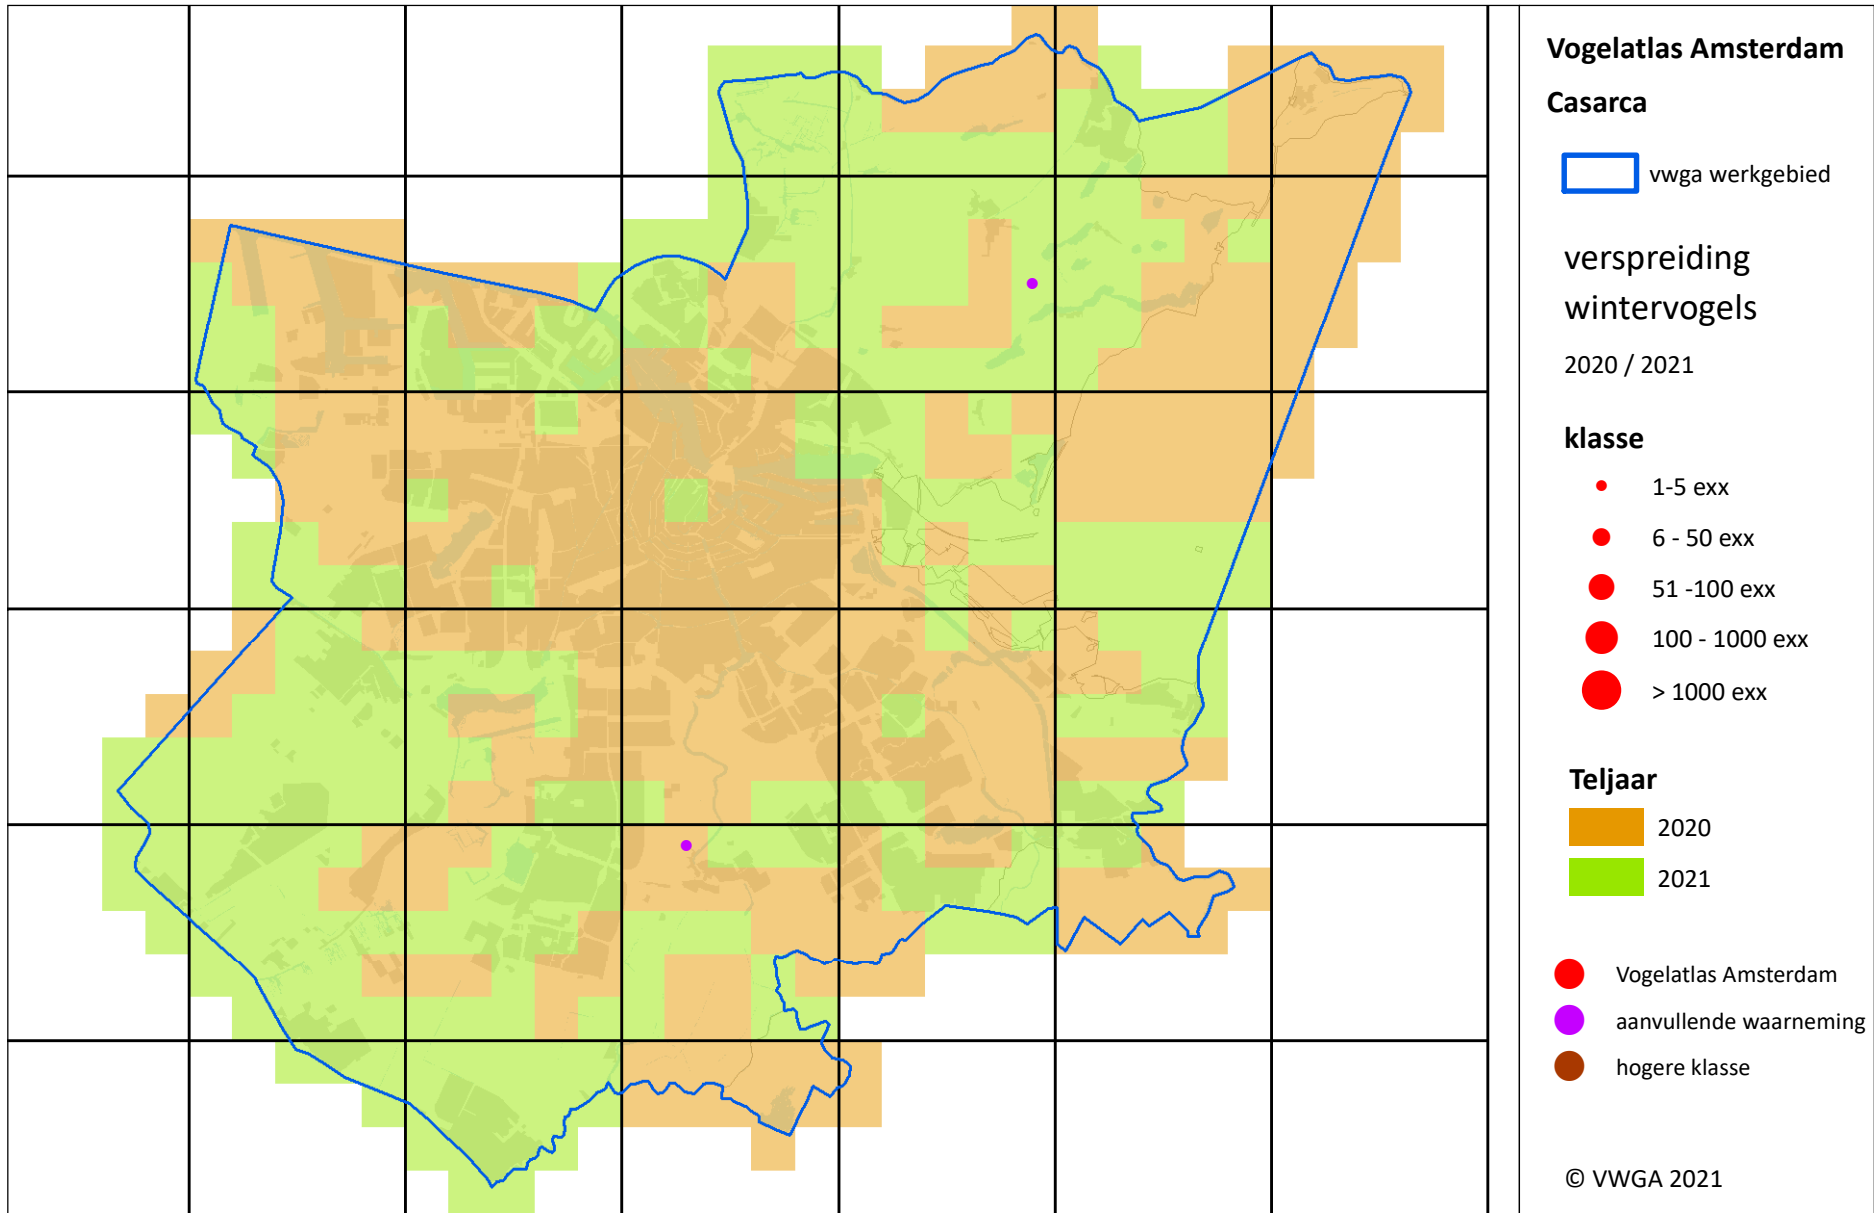 Vogelatlas Amsterdam
Casarca
vwga werkgebied
verspreiding
wintervogels
2020 / 2021
klasse
1-5 exx
6 - 50 exx
51 -100 exx
100 - 1000 exx
> 1000 exx
Teljaar
2020
2021
Vogelatlas Amsterdam
aanvullende waarneming
hogere klasse
© VWGA 2021